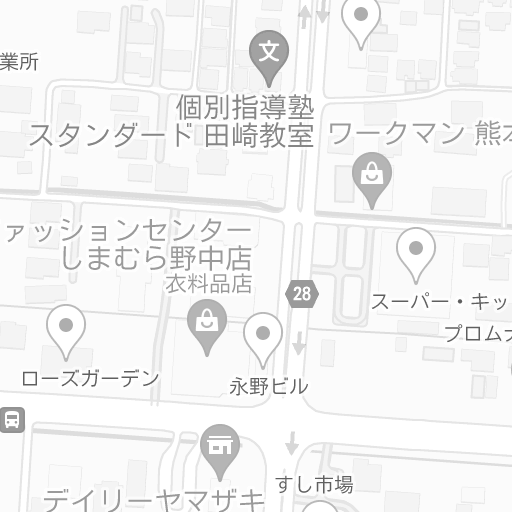 業所
個別指導塾
スタンダード 田崎教室
ワークマン 熊本
ァッションセンター
しまむら野中店
衣料品店
28
スーパー・キッ
プロムナ
ローズガーデン
永野ビル
すし市場
デイリーヤマザキ